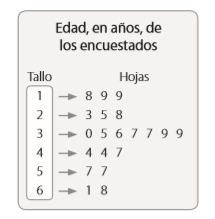 Edad, en años, de
los encuestados
Tallo Hojas
1 → 8 9 9
2 → 3 5 8
3 → 0 5 6 7 7 9 9
4 → 4 4 7
5 → 7 7
6 → 1 8